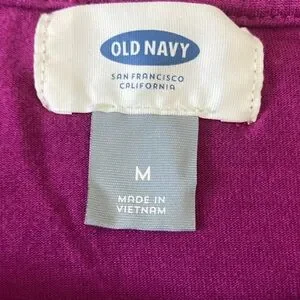 OLD NAVY
SAN FRANCISCO
CALIFORNIA
M
MADE IN
VIETNAM